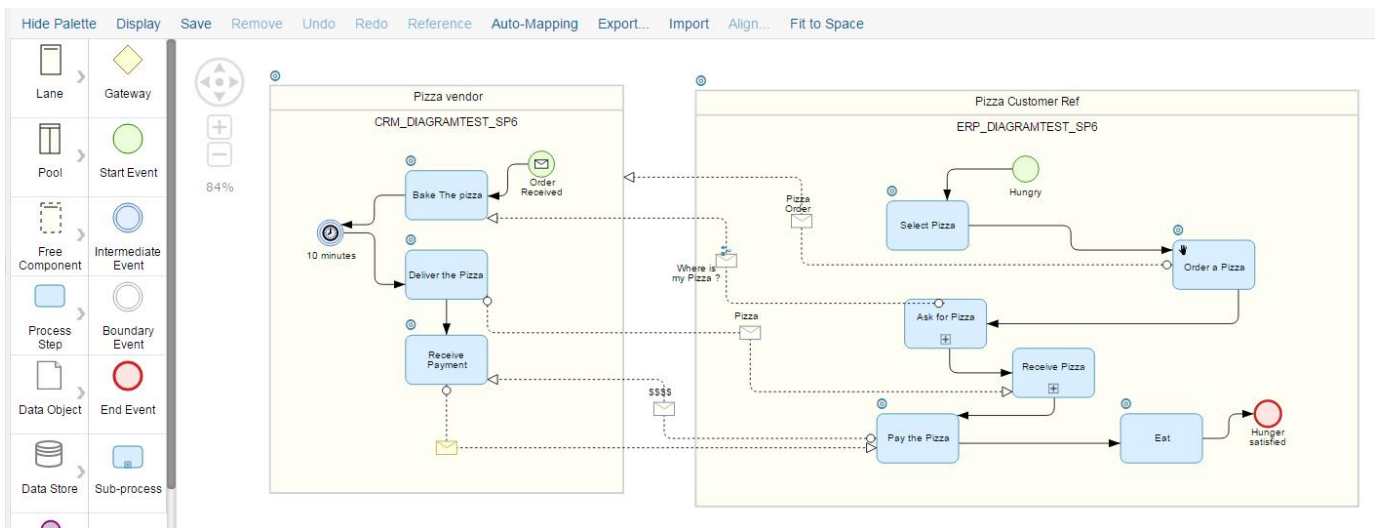 Hide Palette Display Save Remove Undo Redo Reference Auto-Mapping Export... Import Align... Fit to Space
Lane
Gateway
Pool
Start Event
Free
Component
Intermediate
Event
Process
Step
Boundary
Event
Data Object
End Event
Data Store
Sub-process
84%
Pizza vendor
CRM_DIAGRAMTEST_SP6
Bake The pizza
Order
Received
10 minutes
Deliver the Pizza
Receive
Payment
Pizza
Order
Where is
my Pizza ?
Pizza
$$$$
Pizza Customer Ref
ERP_DIAGRAMTEST_SP6
Hungry
Select Pizza
Order a Pizza
Ask for Pizza
Receive Pizza
Pay the Pizza
Eat
Hunger
satisfied